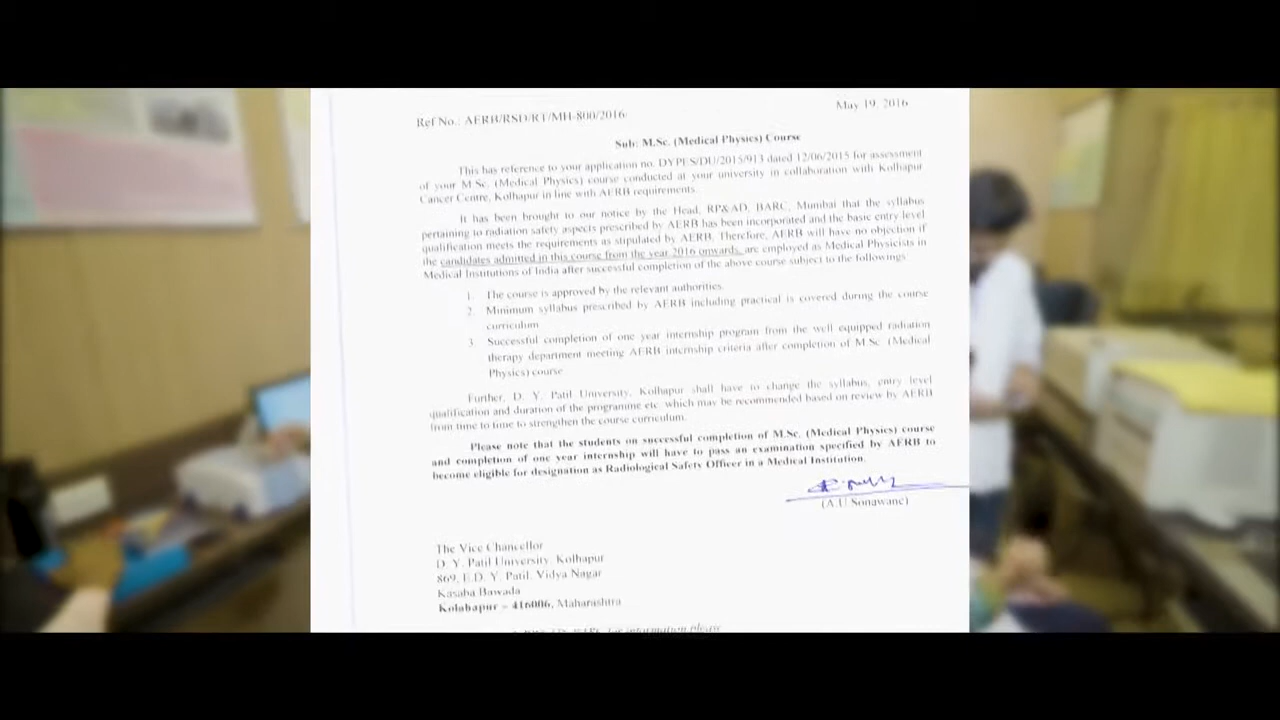 May 19, 2016
Ref No.: AERB/RSD/RT/MH-800/2016
Sub: M.Sc. (Medical Physics) Course
This has reference to your application no. DYPES/DU/2015/913 dated 12/06/2015 for assessment
of your M Sc. (Medical Physics) course conducted at your university in collaboration with Kolhapur
Cancer Centre, Kolhapur in line with AERB requirements.
It has been brought to our notice by the Head, RP&AD, BARC, Mumbai that the syllabus
pertaining to radiation safety aspects prescribed by AERB has been incorporated and the basic entry level
qualification meets the requirements as stipulated by AERB. Therefore, AERB will have no objection if
the candidates admitted in this course from the year 2016 onwards, are employed as Medical Physicists in
Medical Institutions of India after successful completion of the above course subject to the followings
1. The course is approved by the relevant authorities.
2. Minimum syllabus prescribed by AERB including practical is covered during the course
curriculum
3. Successful completion of one year internship program from the well equipped radiation
therapy department meeting AERB internship criteria after completion of M.Sc. (Medical
Physics) course
Further, D. Y. Patil University, Kolhapur shall have to change the syllabus, entry level
qualification and duration of the programme etc. which may be recommended based on review by AERB
from time to time to strengthen the course curriculum.
Please note that the students on successful completion of M.Sc. (Medical Physics) course
and completion of one year internship will have to pass an examination specified by AERB to
become eligible for designation as Radiological Safety Officer in a Medical Institution.
(A.U Sonawane)
The Vice Chancellor
D. Y. Patil University, Kolhapur
869, E.D. Y. Patil. Vidya Nagar
Kasaba Bawada
Kolahapur – 416006, Maharashtra
for information please